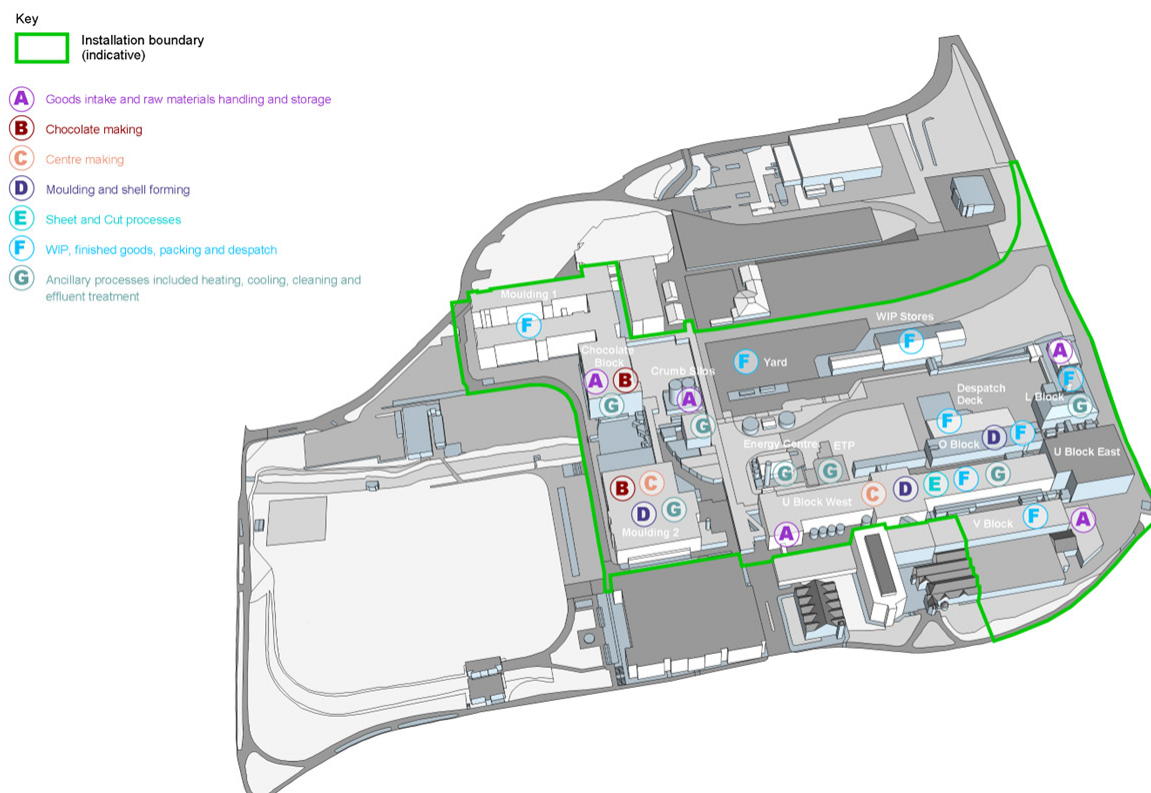 Key
Installation boundary
(indicative)
A Goods intake and raw materials handling and storage
B Chocolate making
C Centre making
D Moulding and shell forming
E Sheet and Cut processes
F WIP, finished goods, packing and despatch
G Ancillary processes included heating, cooling, cleaning and
effluent treatment
Moulding 1
F
WIP Stores
F
Chocolate
Block
A B
G
Crumb Silos
A
G
F Yard
A
F
L Block
G
Despatch
Deck
F
O Block D F
U Block East
Energy Centre
G
ETP
G
U Block West
C D E F G
A
V Block
F
A
B C
D G
Moulding 2